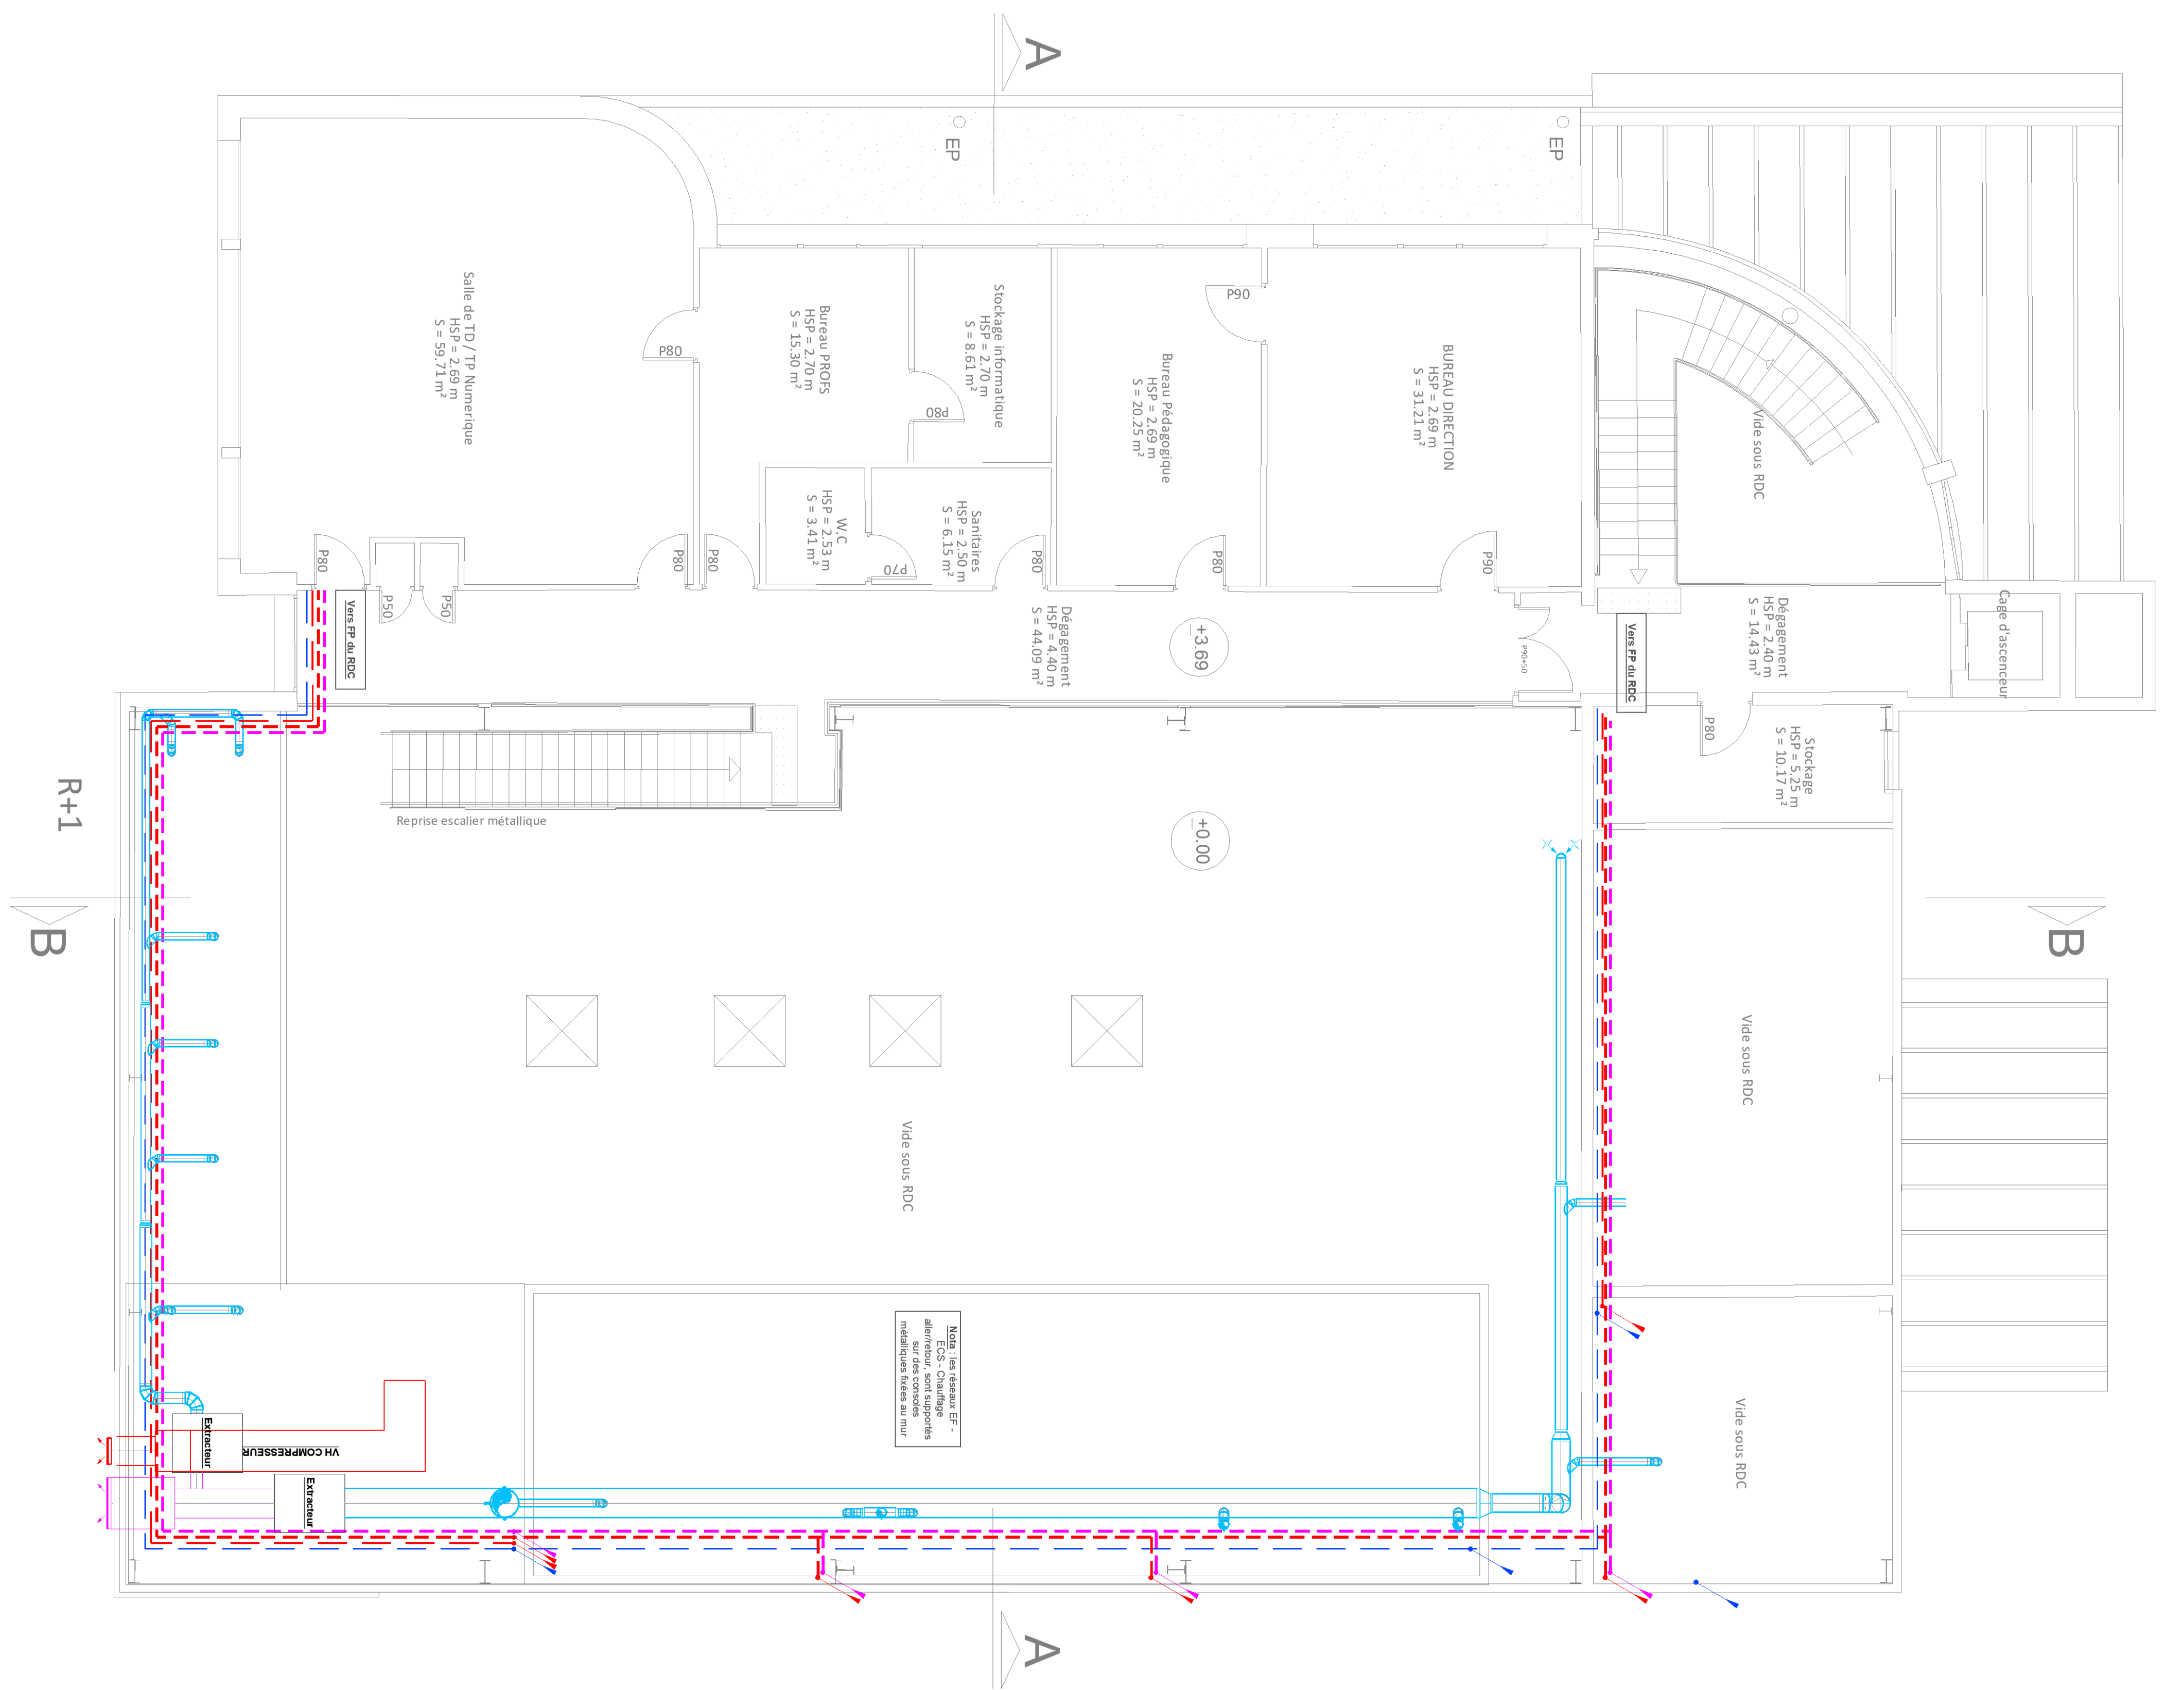 A
EP
EP
Salle de TD / TP Numerique
HSP = 2.69 m
S = 59.71 m²
P80
Bureau PROFS
HSP = 2.70 m
S = 15.30 m²
Stockage informatique
HSP = 2.70 m
S = 8.61 m²
P80
P90
Bureau Pédagogique
HSP = 2.69 m
S = 20.25 m²
BUREAU DIRECTION
HSP = 2.69 m
S = 31.21 m²
Vide sous RDC
W.C
HSP = 2.53 m
S = 3.41 m²
Sanitaires
HSP = 2.50 m
S = 6.15 m²
P80
P80
P80
P70
P80
P80
P90
P50
P50
Vers FP du RDC
Dégagement
HSP = 4.40 m
S = 44.09 m²
+3.69
P90+50
Vers FP du RDC
Dégagement
HSP = 2.40 m
S = 14.43 m²
Cage d'ascenceur
P80
Stockage
HSP = 5.25 m
S = 10.17 m²
R+1
Reprise escalier métallique
+0.00
B
B
Vide sous RDC
Vide sous RDC
Vide sous RDC
Nota : les réseaux EF -
ECS - Chauffage
aller/retour, sont supportés
sur des consoles
métalliques fixées au mur
Extracteur
VH COMPRESSEUR
Extracteur
A